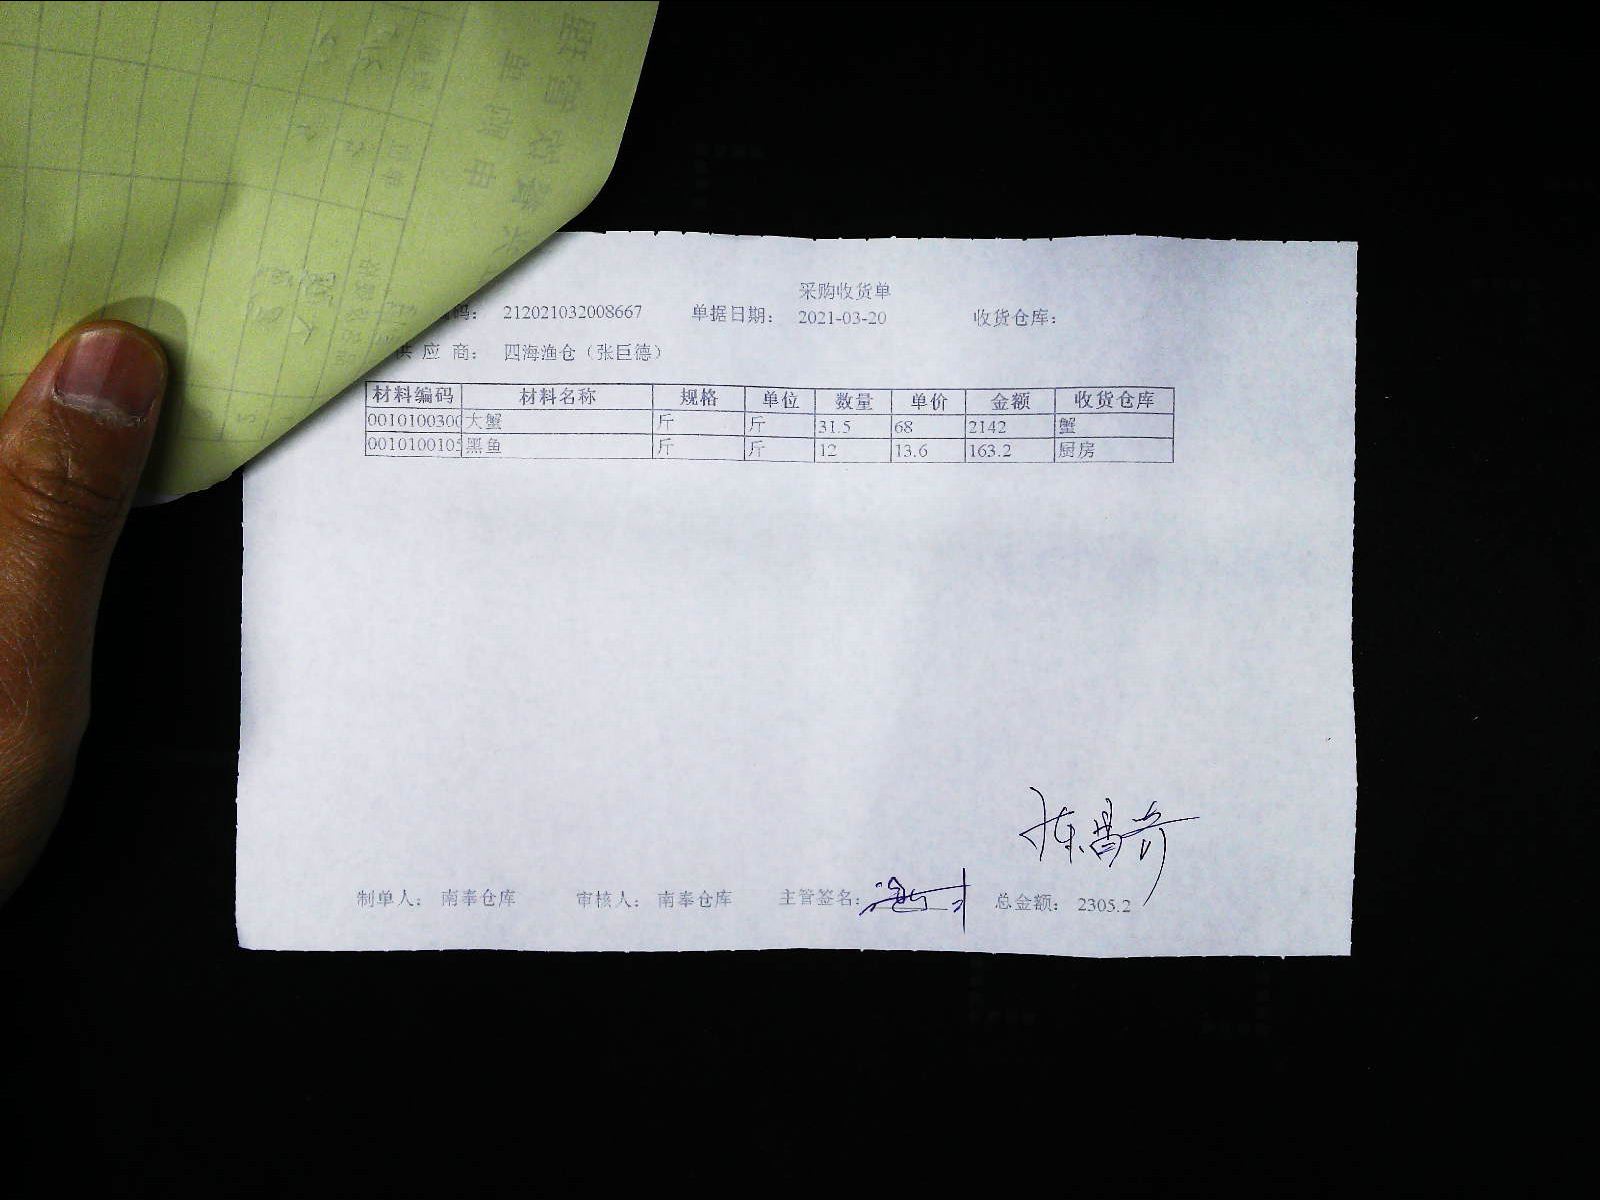 采购收货单
码： 212021032008667 单据日期： 2021-03-20 收货仓库：
供 应 商： 四海渔仓（张巨德）
材料编码 材料名称 规格 单位 数量 单价 金额 收货仓库
0010100300 大蟹 斤 斤 31.5 68 2142 蟹
0010100105 黑鱼 斤 斤 12 13.6 163.2 厨房
制单人： 南奉仓库 审核人： 南奉仓库 主管签名： 总金额： 2305.2